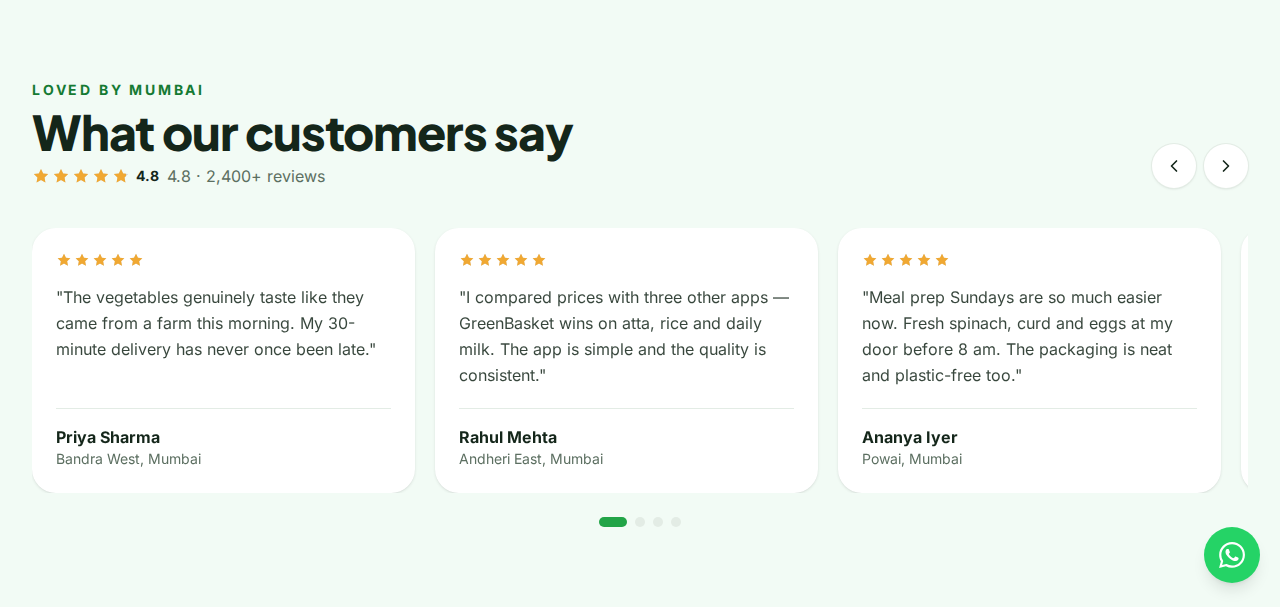 LOVED BY MUMBAI
What our customers say
4.8 4.8 · 2,400+ reviews
"The vegetables genuinely taste like they
came from a farm this morning. My 30-
minute delivery has never once been late."
Priya Sharma
Bandra West, Mumbai
"I compared prices with three other apps —
GreenBasket wins on atta, rice and daily
milk. The app is simple and the quality is
consistent."
Rahul Mehta
Andheri East, Mumbai
"Meal prep Sundays are so much easier
now. Fresh spinach, curd and eggs at my
door before 8 am. The packaging is neat
and plastic-free too."
Ananya Iyer
Powai, Mumbai